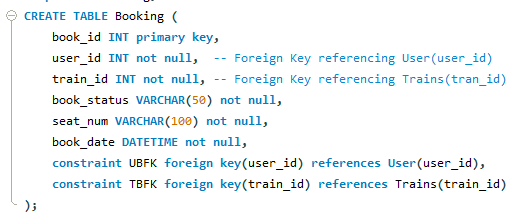 CREATE TABLE Booking (
book_id INT primary key,
user_id INT not null,  -- Foreign Key referencing User(user_id)
train_id INT not null, -- Foreign Key referencing Trains(tran_id)
book_status VARCHAR(50) not null,
seat_num VARCHAR(100) not null,
book_date DATETIME not null,
constraint UBFK foreign key(user_id) references User(user_id),
constraint TBFK foreign key(train_id) references Trains(train_id)
);